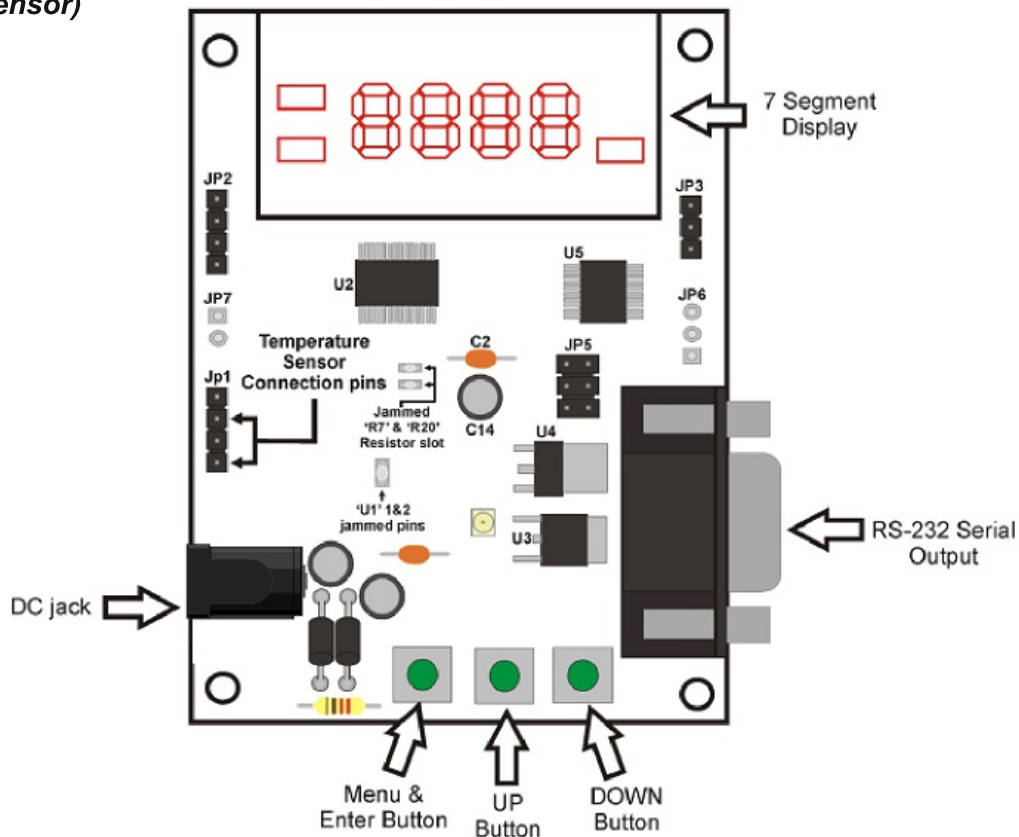 ensor)
7 Segment
Display
JP2
JP3
U2
U5
JP7
JP6
Temperature
Sensor
Connection pins
C2
JP5
Jp1
Jammed
'R7' & 'R20'
Resistor slot
C14
U4
'U1' 1&2
jammed pins
U3
RS-232 Serial
Output
DC jack
Menu &
Enter Button
UP
Button
DOWN
Button